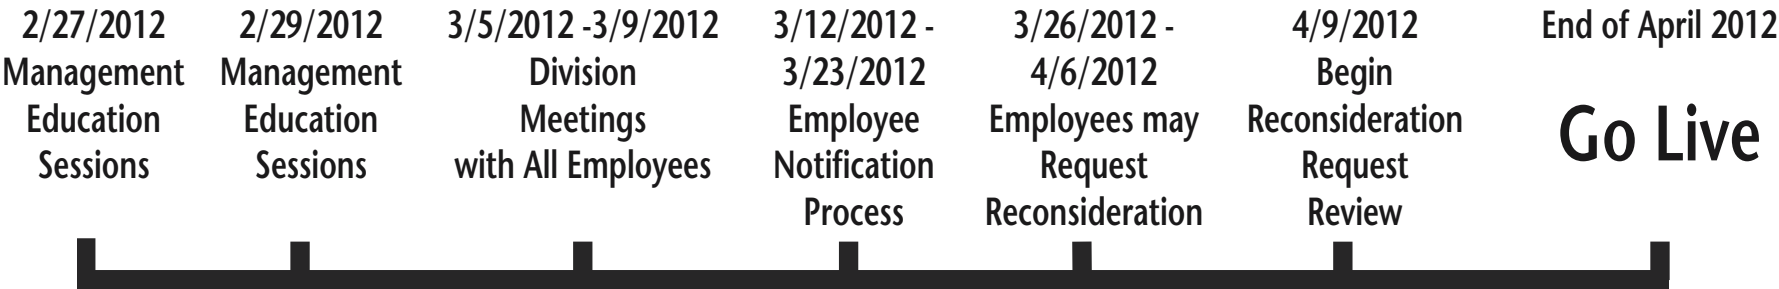 2/27/2012
Management
Education
Sessions
2/29/2012
Management
Education
Sessions
3/5/2012 -3/9/2012
Division
Meetings
with All Employees
3/12/2012 -
3/23/2012
Employee
Notification
Process
3/26/2012 -
4/6/2012
Employees may
Request
Reconsideration
4/9/2012
Begin
Reconsideration
Request
Review
End of April 2012
Go Live